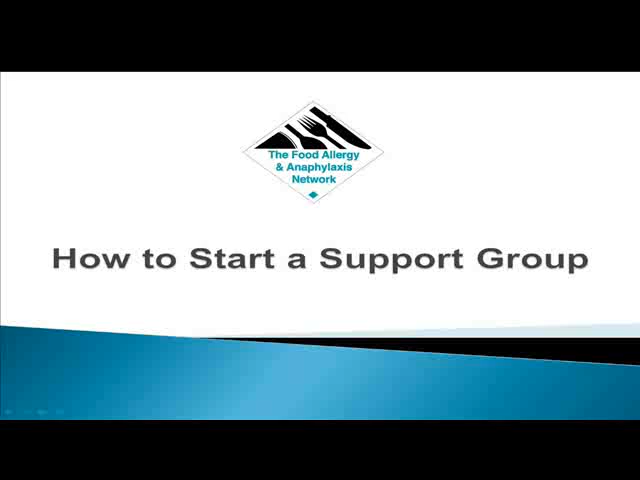 The Food Allergy
& Anaphylaxis
Network
How to Start a Support Group